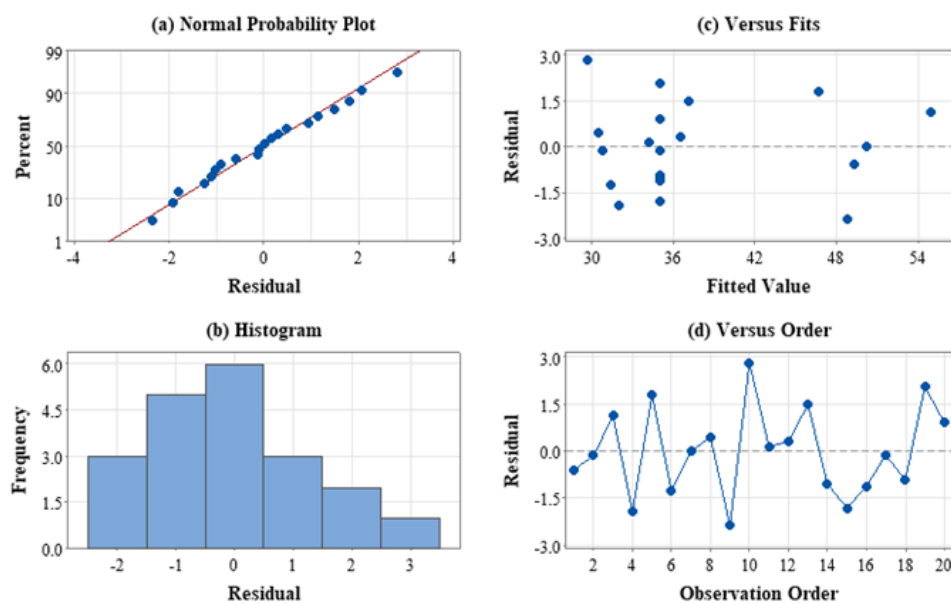 (a) Normal Probability Plot
99
90
50
10
1
Percent
-4 -2 0 2 4
Residual
(c) Versus Fits
3.0
1.5
0.0
-1.5
-3.0
Residual
30 36 42 48 54
Fitted Value
(b) Histogram
6.0
4.5
3.0
1.5
0.0
Frequency
-2 -1 0 1 2 3
Residual
(d) Versus Order
3.0
1.5
0.0
-1.5
-3.0
Residual
2 4 6 8 10 12 14 16 18 20
Observation Order